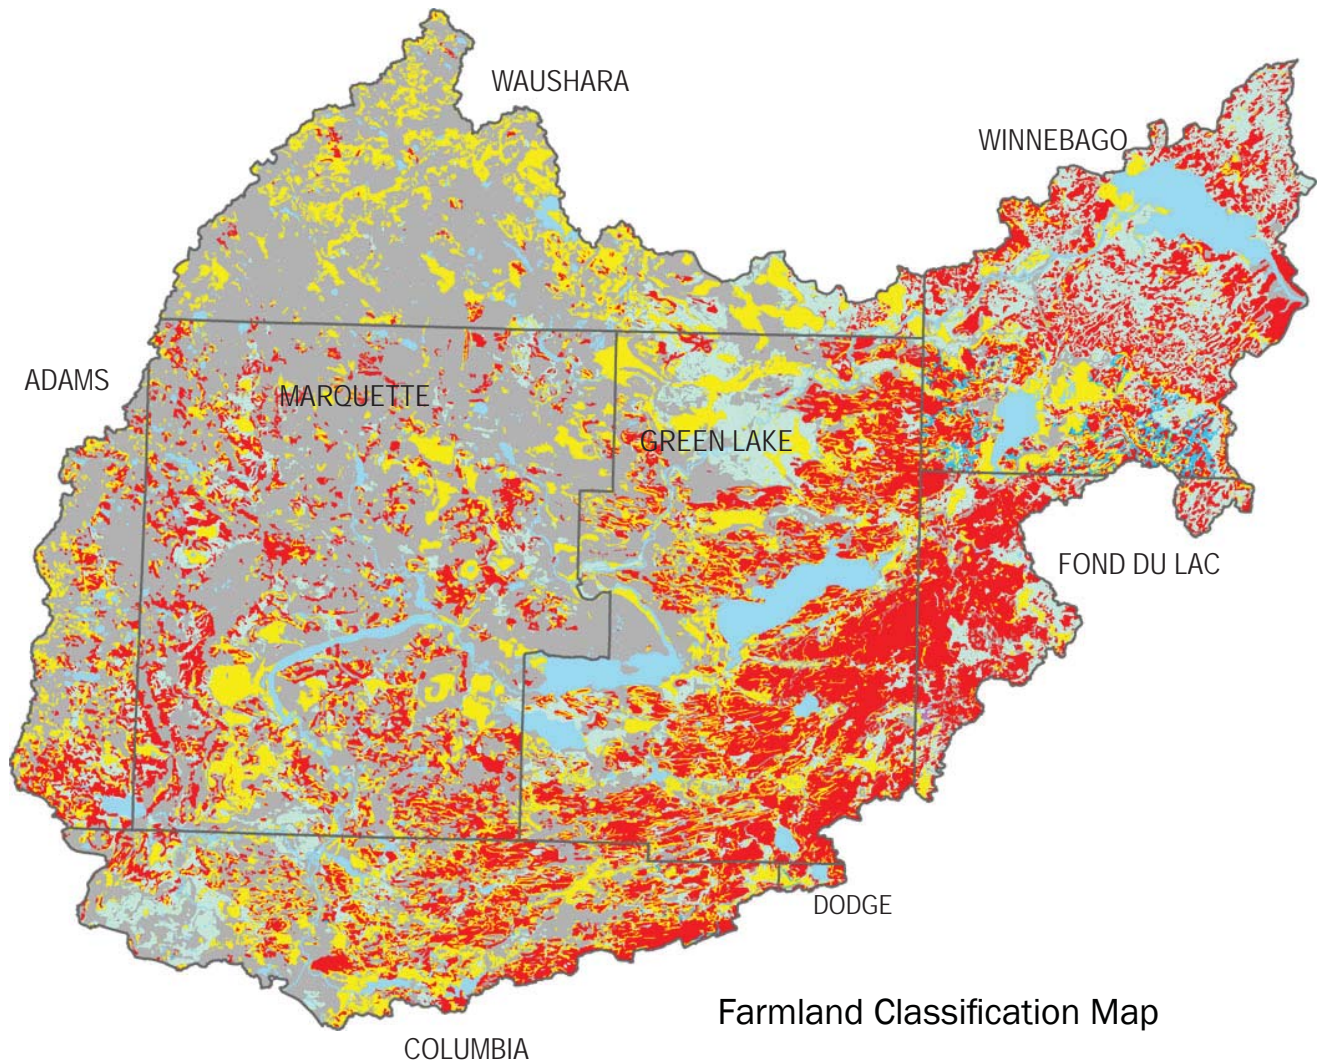 WAUSHARA
WINNEBAGO
ADAMS
MARQUETTE
GREEN LAKE
FOND DU LAC
DODGE
Farmland Classification Map
COLUMBIA